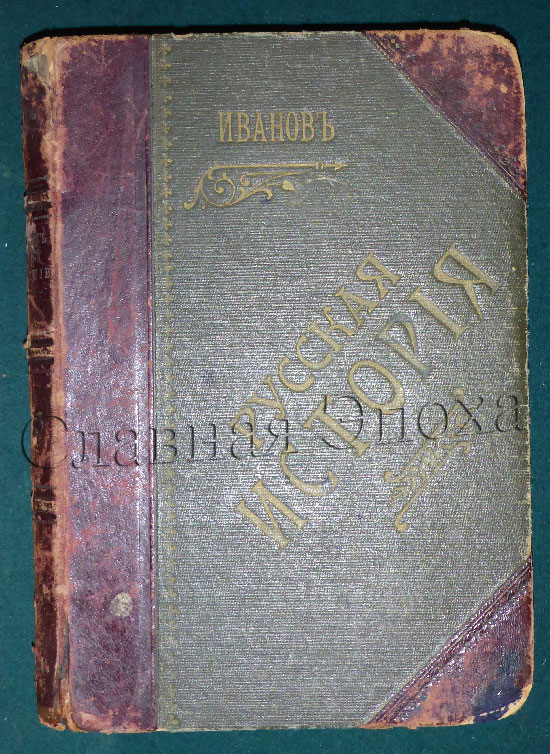 ИВАНОВЪ
РУССКАЯ
ИСТОРІЯ
Славная Эпоха